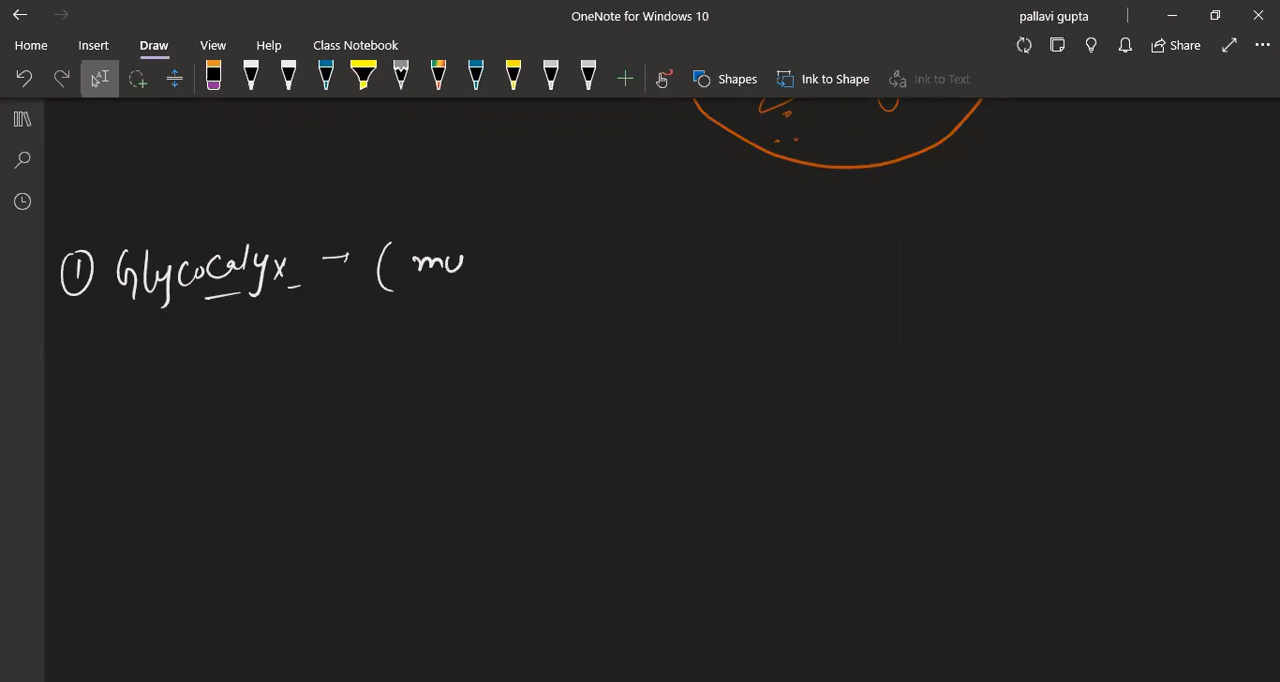 OneNote for Windows 10
pallavi gupta
Home Insert Draw View Help Class Notebook
Share
Shapes Ink to Shape Ink to Text
① Glycocalyx → ( mu